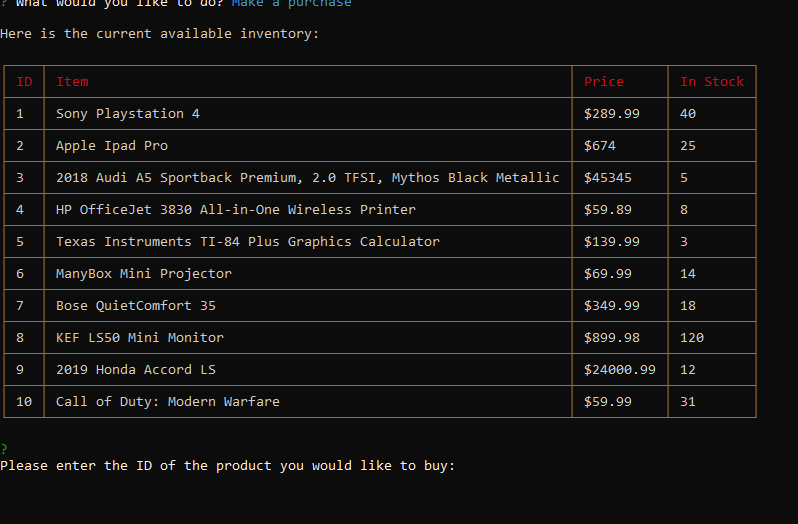 ? What would you like to do? Make a purchase
Here is the current available inventory:
ID Item Price In Stock
1 Sony Playstation 4 $289.99 40
2 Apple Ipad Pro $674 25
3 2018 Audi A5 Sportback Premium, 2.0 TFSI, Mythos Black Metallic $45345 5
4 HP OfficeJet 3830 All-in-One Wireless Printer $59.89 8
5 Texas Instruments TI-84 Plus Graphics Calculator $139.99 3
6 ManyBox Mini Projector $69.99 14
7 Bose QuietComfort 35 $349.99 18
8 KEF LS50 Mini Monitor $899.98 120
9 2019 Honda Accord LS $24000.99 12
10 Call of Duty: Modern Warfare $59.99 31
?
Please enter the ID of the product you would like to buy: